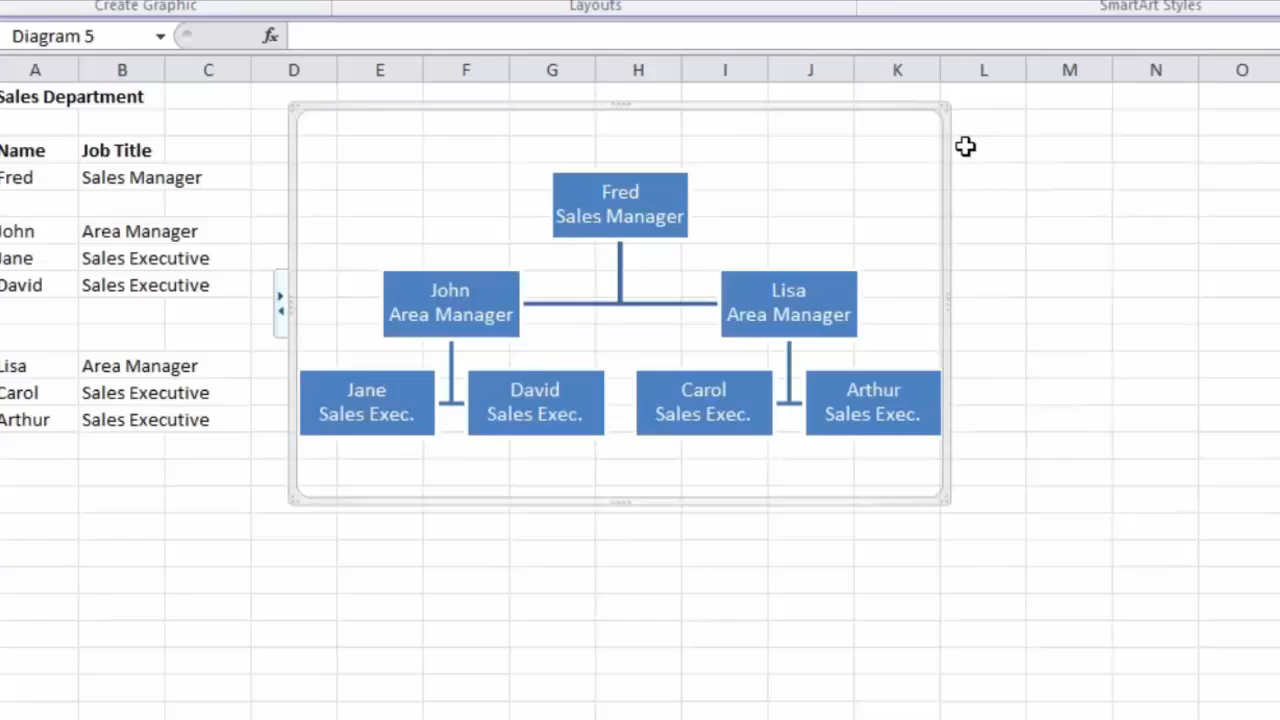 Create Graphic
Layouts
SmartArt Styles
Diagram 5
fx
A B C D E F G H I J K L M N O
Sales Department
Name Job Title
Fred Sales Manager
John Area Manager
Jane Sales Executive
David Sales Executive
Lisa Area Manager
Carol Sales Executive
Arthur Sales Executive
Fred
Sales Manager
John
Area Manager
Lisa
Area Manager
Jane
Sales Exec.
David
Sales Exec.
Carol
Sales Exec.
Arthur
Sales Exec.